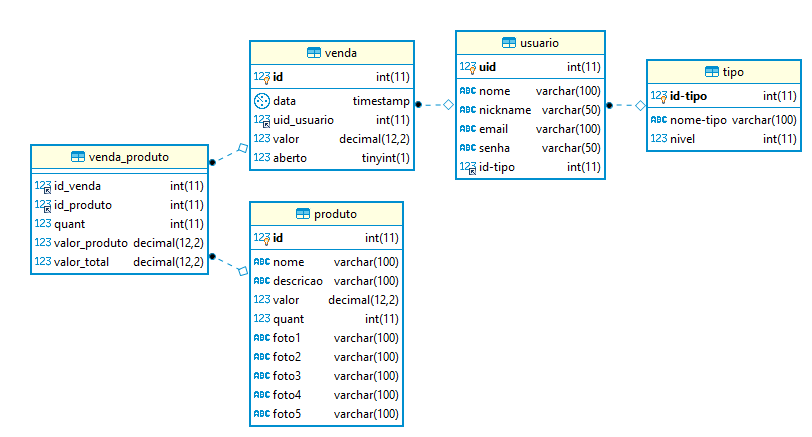 venda
123 id int(11)
data timestamp
123 uid_usuario int(11)
123 valor decimal(12,2)
123 aberto tinyint(1)
usuario
123 uid int(11)
ABC nome varchar(100)
ABC nickname varchar(50)
ABC email varchar(100)
ABC senha varchar(50)
123 id-tipo int(11)
tipo
123 id-tipo int(11)
ABC nome-tipo varchar(100)
123 nivel int(11)
venda_produto
123 id_venda int(11)
123 id_produto int(11)
123 quant int(11)
123 valor_produto decimal(12,2)
123 valor_total decimal(12,2)
produto
123 id int(11)
ABC nome varchar(100)
ABC descricao varchar(100)
123 valor decimal(12,2)
123 quant int(11)
ABC foto1 varchar(100)
ABC foto2 varchar(100)
ABC foto3 varchar(100)
ABC foto4 varchar(100)
ABC foto5 varchar(100)